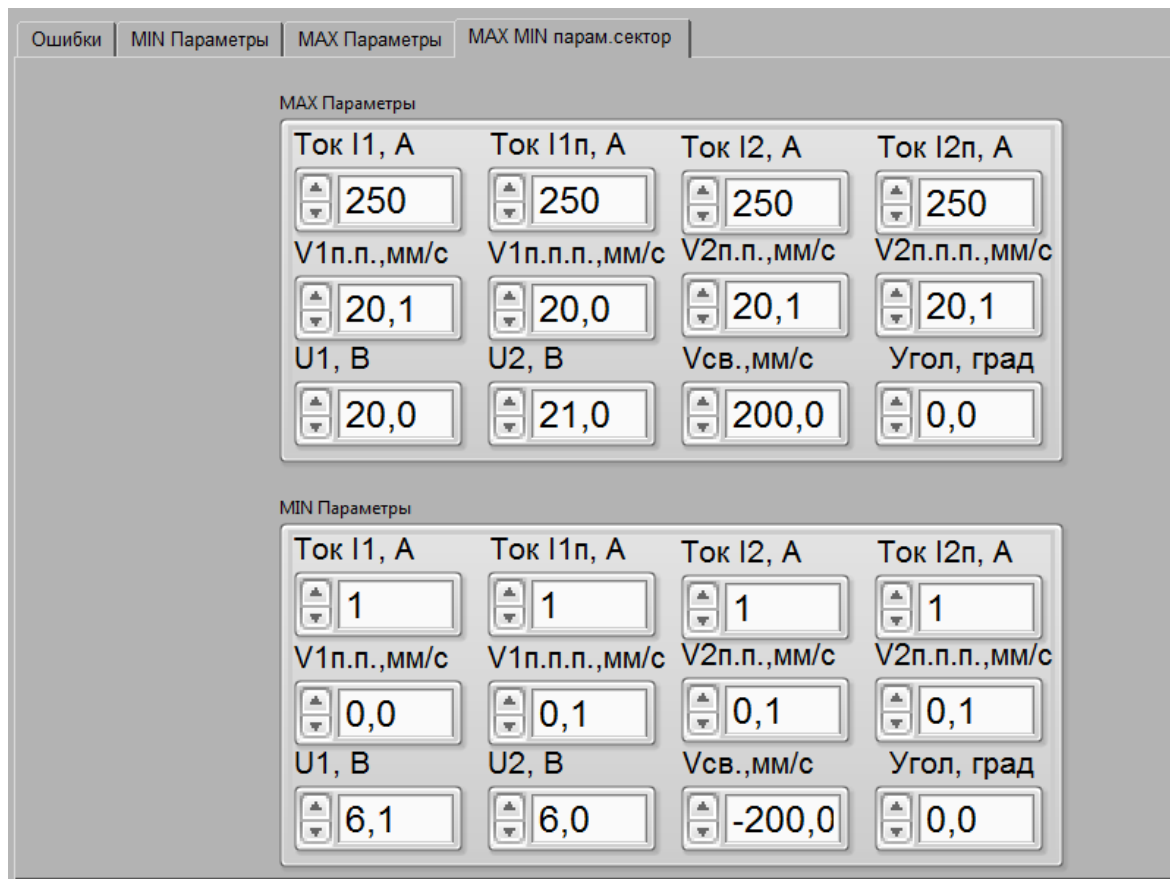 Ошибки MIN Параметры MAX Параметры MAX MIN парам.сектор
MAX Параметры
Ток I1, А Ток I1п, А Ток I2, А Ток I2п, А
250 250 250 250
V1п.п.,мм/с V1п.п.п.,мм/с V2п.п.,мм/с V2п.п.п.,мм/с
20,1 20,0 20,1 20,1
U1, В U2, В Vсв.,мм/с Угол, град
20,0 21,0 200,0 0,0
MIN Параметры
Ток I1, А Ток I1п, А Ток I2, А Ток I2п, А
1 1 1 1
V1п.п.,мм/с V1п.п.п.,мм/с V2п.п.,мм/с V2п.п.п.,мм/с
0,0 0,1 0,1 0,1
U1, В U2, В Vсв.,мм/с Угол, град
6,1 6,0 -200,0 0,0